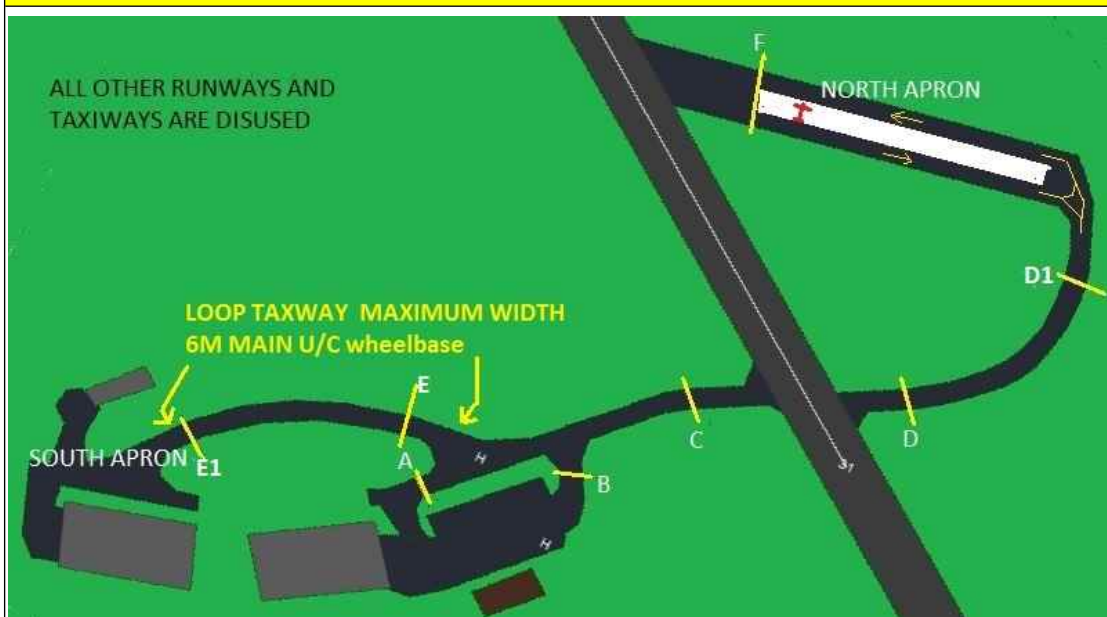 ALL OTHER RUNWAYS AND
TAXIWAYS ARE DISUSED
F
NORTH APRON
D1
LOOP TAXWAY MAXIMUM WIDTH
6M MAIN U/C wheelbase
E
C
D
SOUTH APRON
E1
A
H
B
31
H